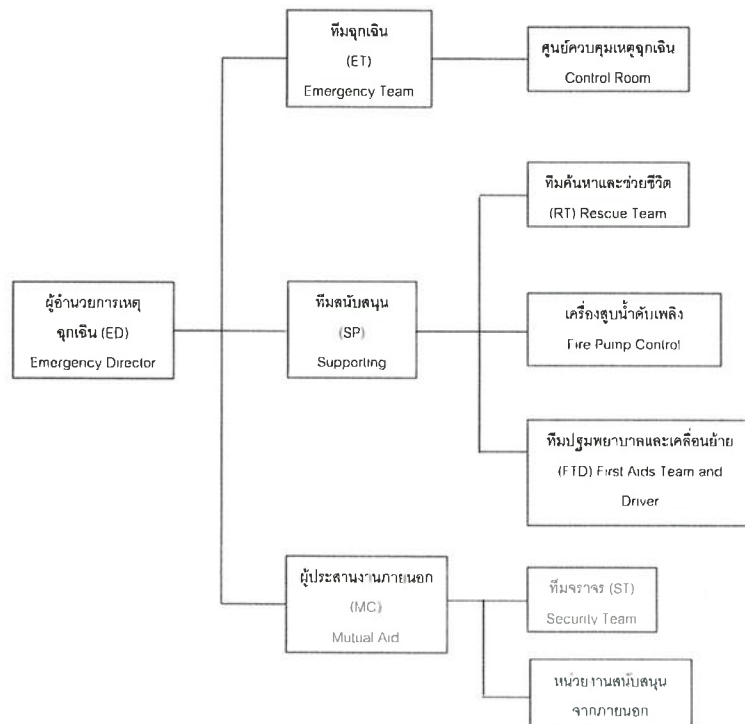 ทีมฉุกเฉิน
(ET)
Emergency Team
ศูนย์ควบคุมเหตุฉุกเฉิน
Control Room
ทีมค้นหาและช่วยชีวิต
(RT) Rescue Team
ผู้อำนวยการเหตุ
ฉุกเฉิน (ED)
Emergency Director
ทีมสนับสนุน
(SP)
Supporting
เครื่องสูบน้ำดับเพลิง
Fire Pump Control
ทีมปฐมพยาบาลและเคลื่อนย้าย
(FTD) First Aids Team and
Driver
ผู้ประสานงานภายนอก
(MC)
Mutual Aid
ทีมจราจร (ST)
Security Team
หน่วยงานสนับสนุน
จากภายนอก